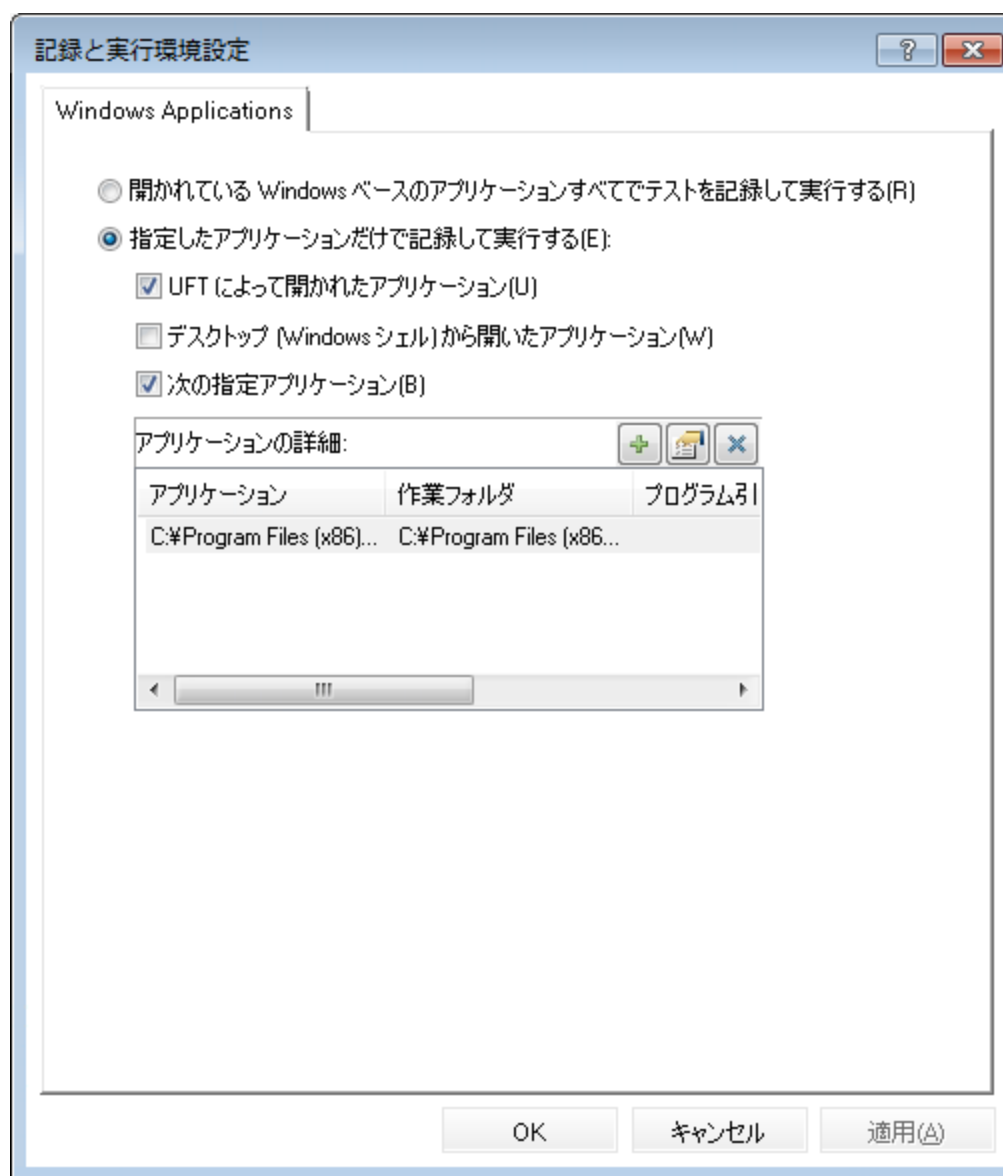 記録と実行環境設定
Windows Applications
開かれている Windows ベースのアプリケーションすべてでテストを記録して実行する(R)
指定したアプリケーションだけで記録して実行する(E):
UFT によって開かれたアプリケーション(U)
デスクトップ (Windows シェル) から開いたアプリケーション(W)
次の指定アプリケーション(B)
アプリケーションの詳細:
アプリケーション 作業フォルダ プログラム引
C:¥Program Files (x86)... C:¥Program Files (x86...
OK キャンセル 適用(A)